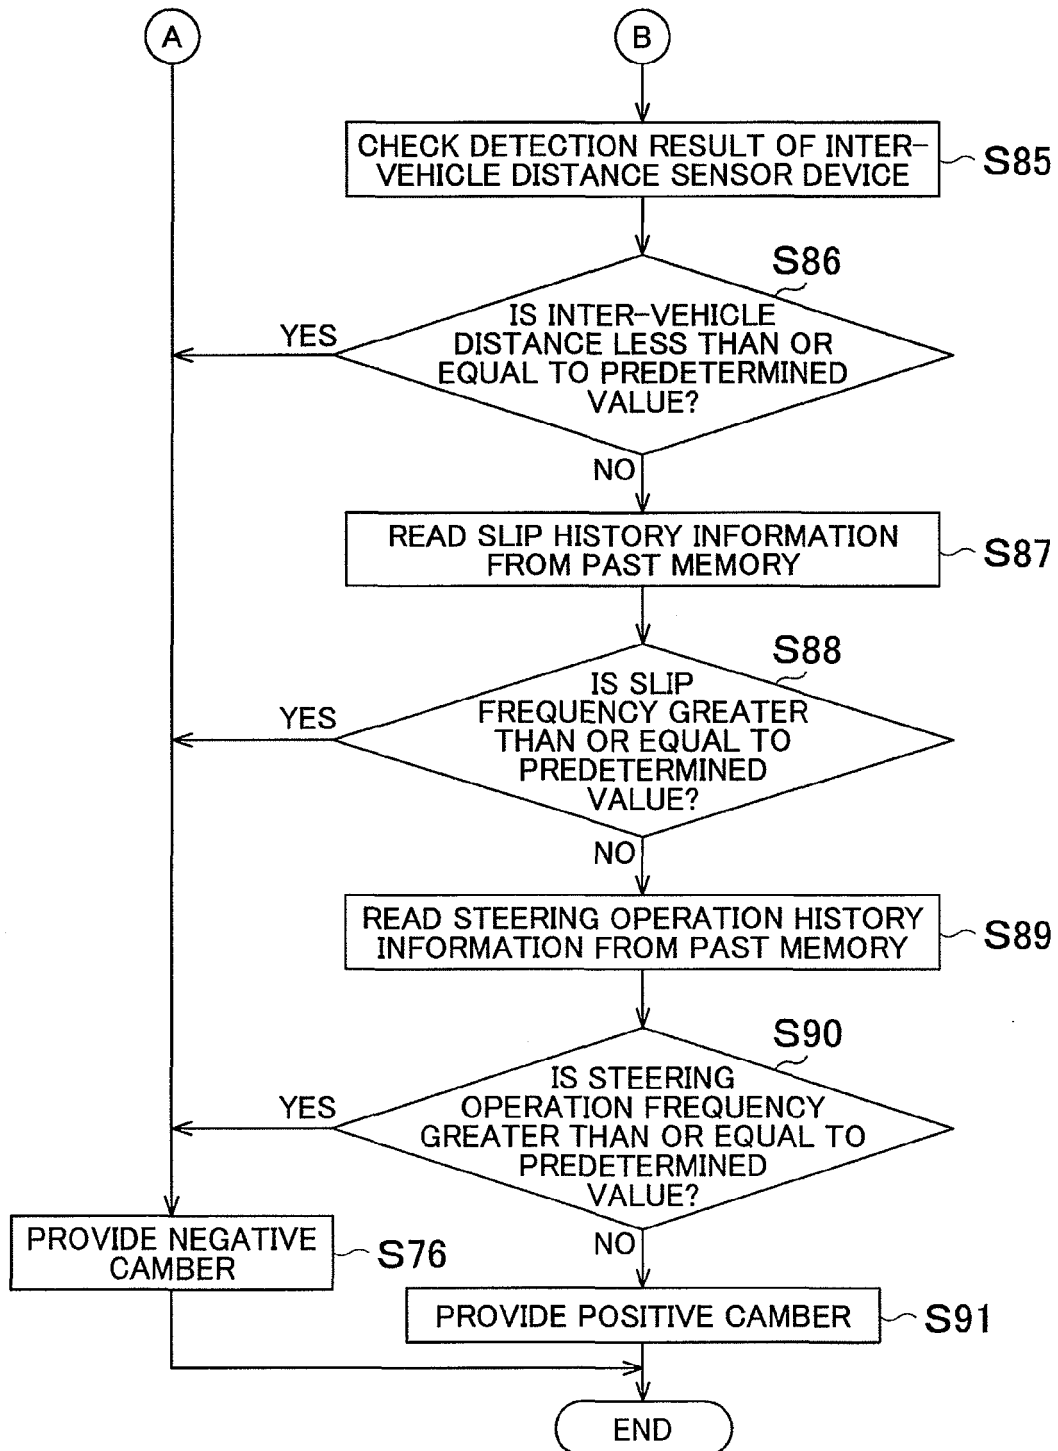 A
B
CHECK DETECTION RESULT OF INTER-
VEHICLE DISTANCE SENSOR DEVICE
S85
S86
IS INTER-VEHICLE
DISTANCE LESS THAN OR
EQUAL TO PREDETERMINED
VALUE?
YES
NO
READ SLIP HISTORY INFORMATION
FROM PAST MEMORY
S87
S88
IS SLIP
FREQUENCY GREATER
THAN OR EQUAL TO
PREDETERMINED
VALUE?
YES
NO
READ STEERING OPERATION HISTORY
INFORMATION FROM PAST MEMORY
S89
S90
IS STEERING
OPERATION FREQUENCY
GREATER THAN OR EQUAL TO
PREDETERMINED
VALUE?
YES
NO
PROVIDE NEGATIVE
CAMBER
S76
PROVIDE POSITIVE CAMBER
S91
END